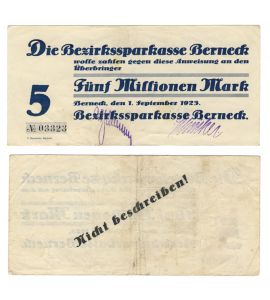 Die Bezirkssparkasse Berneck
wolle zahlen gegen diese Anweisung an den
Überbringer
5
Fünf Millionen Mark
Berneck, den 1. September 1923.
№ 03323
Bezirkssparkasse Berneck.
Nicht beschreiben!